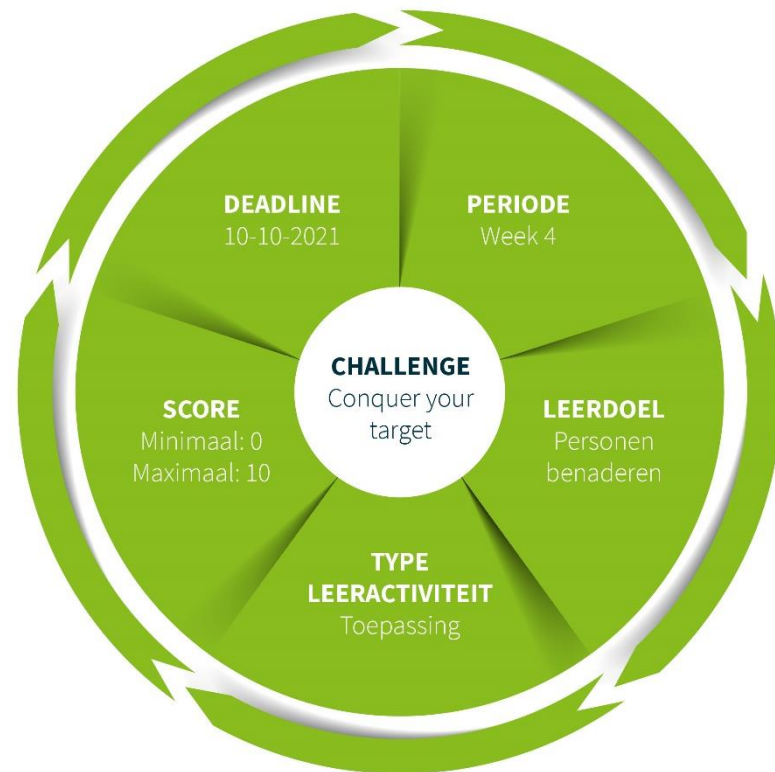 DEADLINE
10-10-2021
PERIODE
Week 4
CHALLENGE
Conquer your
target
SCORE
Minimaal: 0
Maximaal: 10
LEERDOEL
Personen
benaderen
TYPE
LEERACTIVITEIT
Toepassing